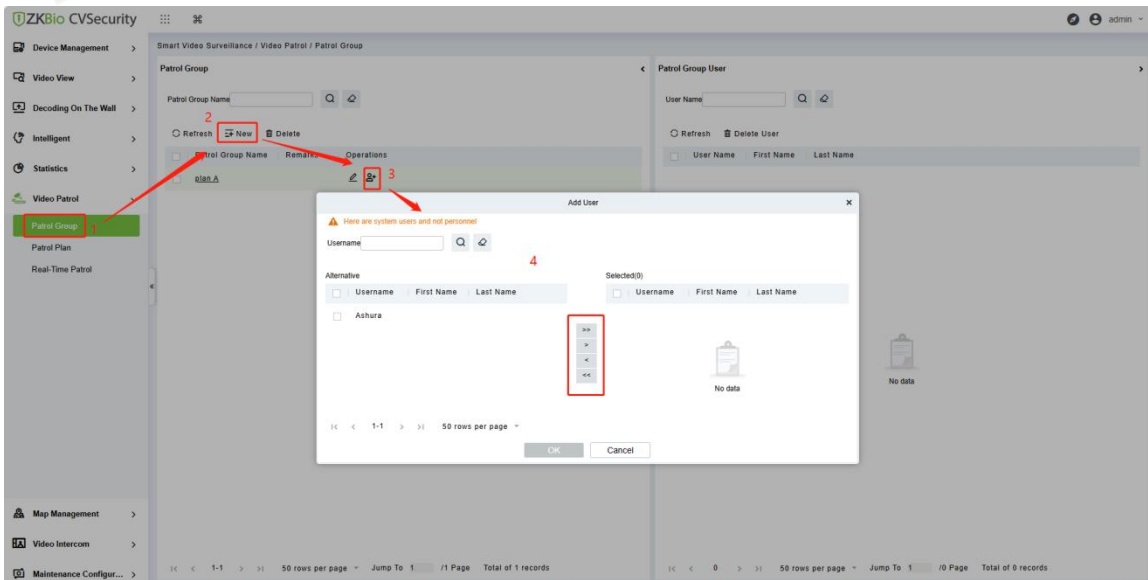 ZKBio CVSecurity
admin
Device Management
Video View
Decoding On The Wall
Intelligent
Statistics
Video Patrol
Patrol Group 1
Patrol Plan
Real-Time Patrol
Map Management
Video Intercom
Maintenance Configur...
Smart Video Surveillance / Video Patrol / Patrol Group
Patrol Group
Patrol Group Name
2
Refresh New Delete
Patrol Group Name Remarks Operations
plan A 3
1-1 50 rows per page Jump To 1 /1 Page Total of 1 records
Patrol Group User
User Name
Refresh Delete User
User Name First Name Last Name
No data
0 50 rows per page Jump To 1 /0 Page Total of 0 records
Add User
Here are system users and not personnel
Username
4
Alternative
Username First Name Last Name
Ashura
>>
>
<
<<
Selected(0)
Username First Name Last Name
No data
1-1 50 rows per page
OK Cancel